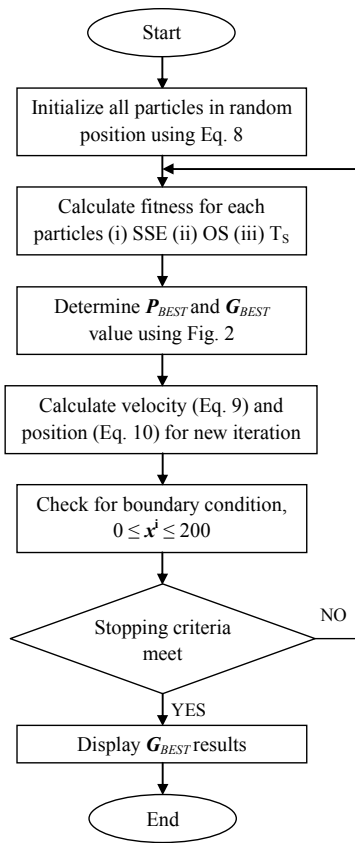 Start
Initialize all particles in random
position using Eq. 8
Calculate fitness for each
particles (i) SSE (ii) OS (iii) TS
Determine PBEST and GBEST
value using Fig. 2
Calculate velocity (Eq. 9) and
position (Eq. 10) for new iteration
Check for boundary condition,
0 ≤ xⁱ ≤ 200
Stopping criteria
meet
NO
YES
Display GBEST results
End